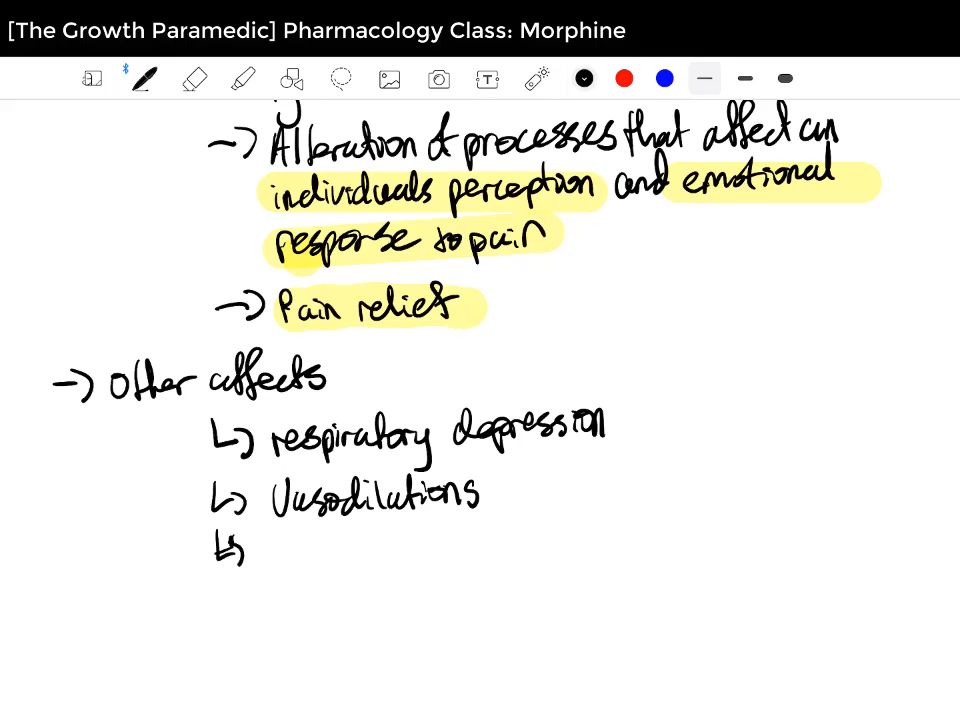 [The Growth Paramedic] Pharmacology Class: Morphine
→ Alteration of processes that affect an
individuals perception and emotional
response to pain
→ Pain relief
→ Other affects
↳ respiratory depression
↳ Vasodilations
↳